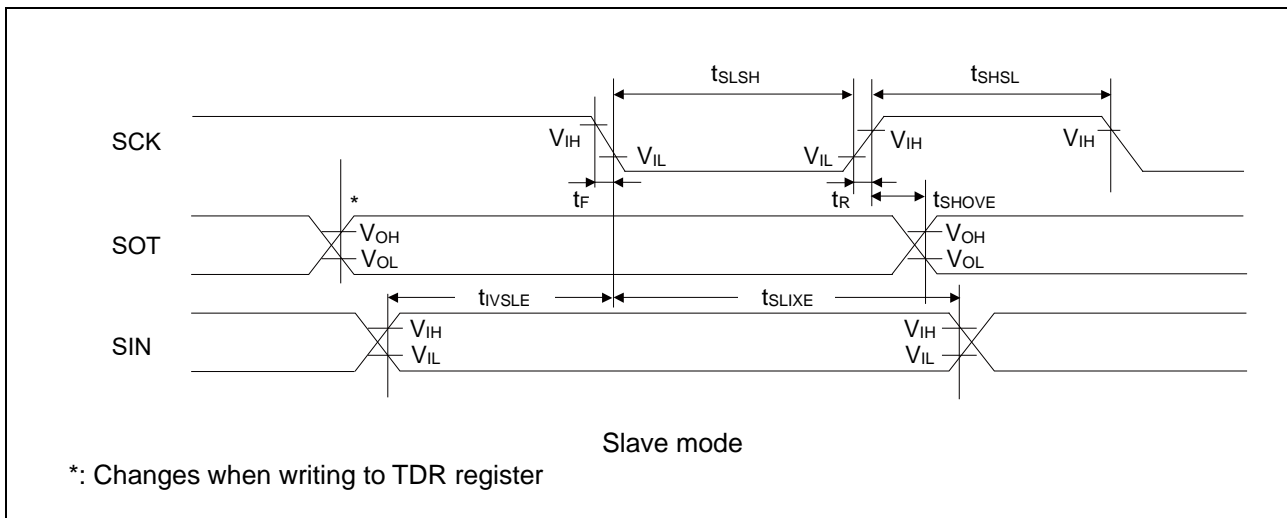 tSLSH
tSHSL
SCK
VIH
VIL
VIL
VIH
VIH
tF
tR
tSHOVE
*
SOT
VOH
VOL
VOH
VOL
tIVSLE
tSLIXE
SIN
VIH
VIL
VIH
VIL
Slave mode
*: Changes when writing to TDR register